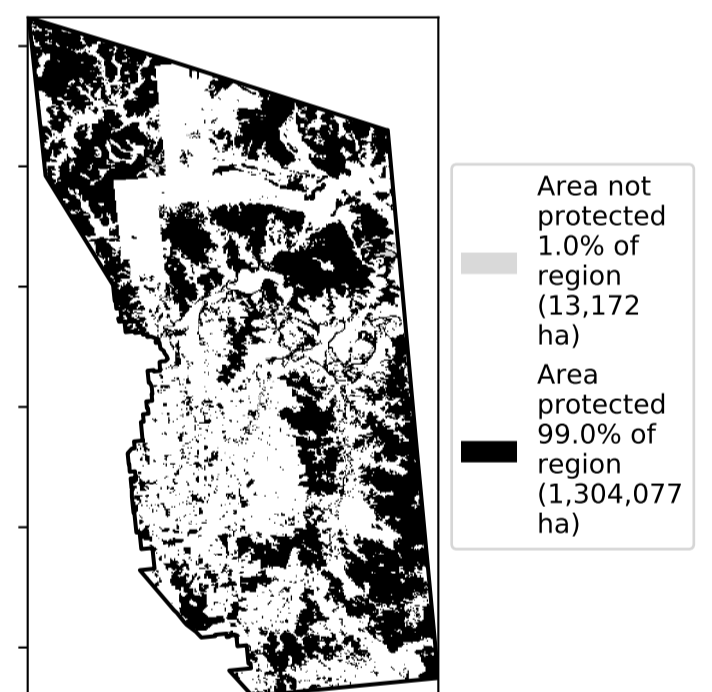 Area not
protected
1.0% of
region
(13,172
ha)
Area
protected
99.0% of
region
(1,304,077
ha)